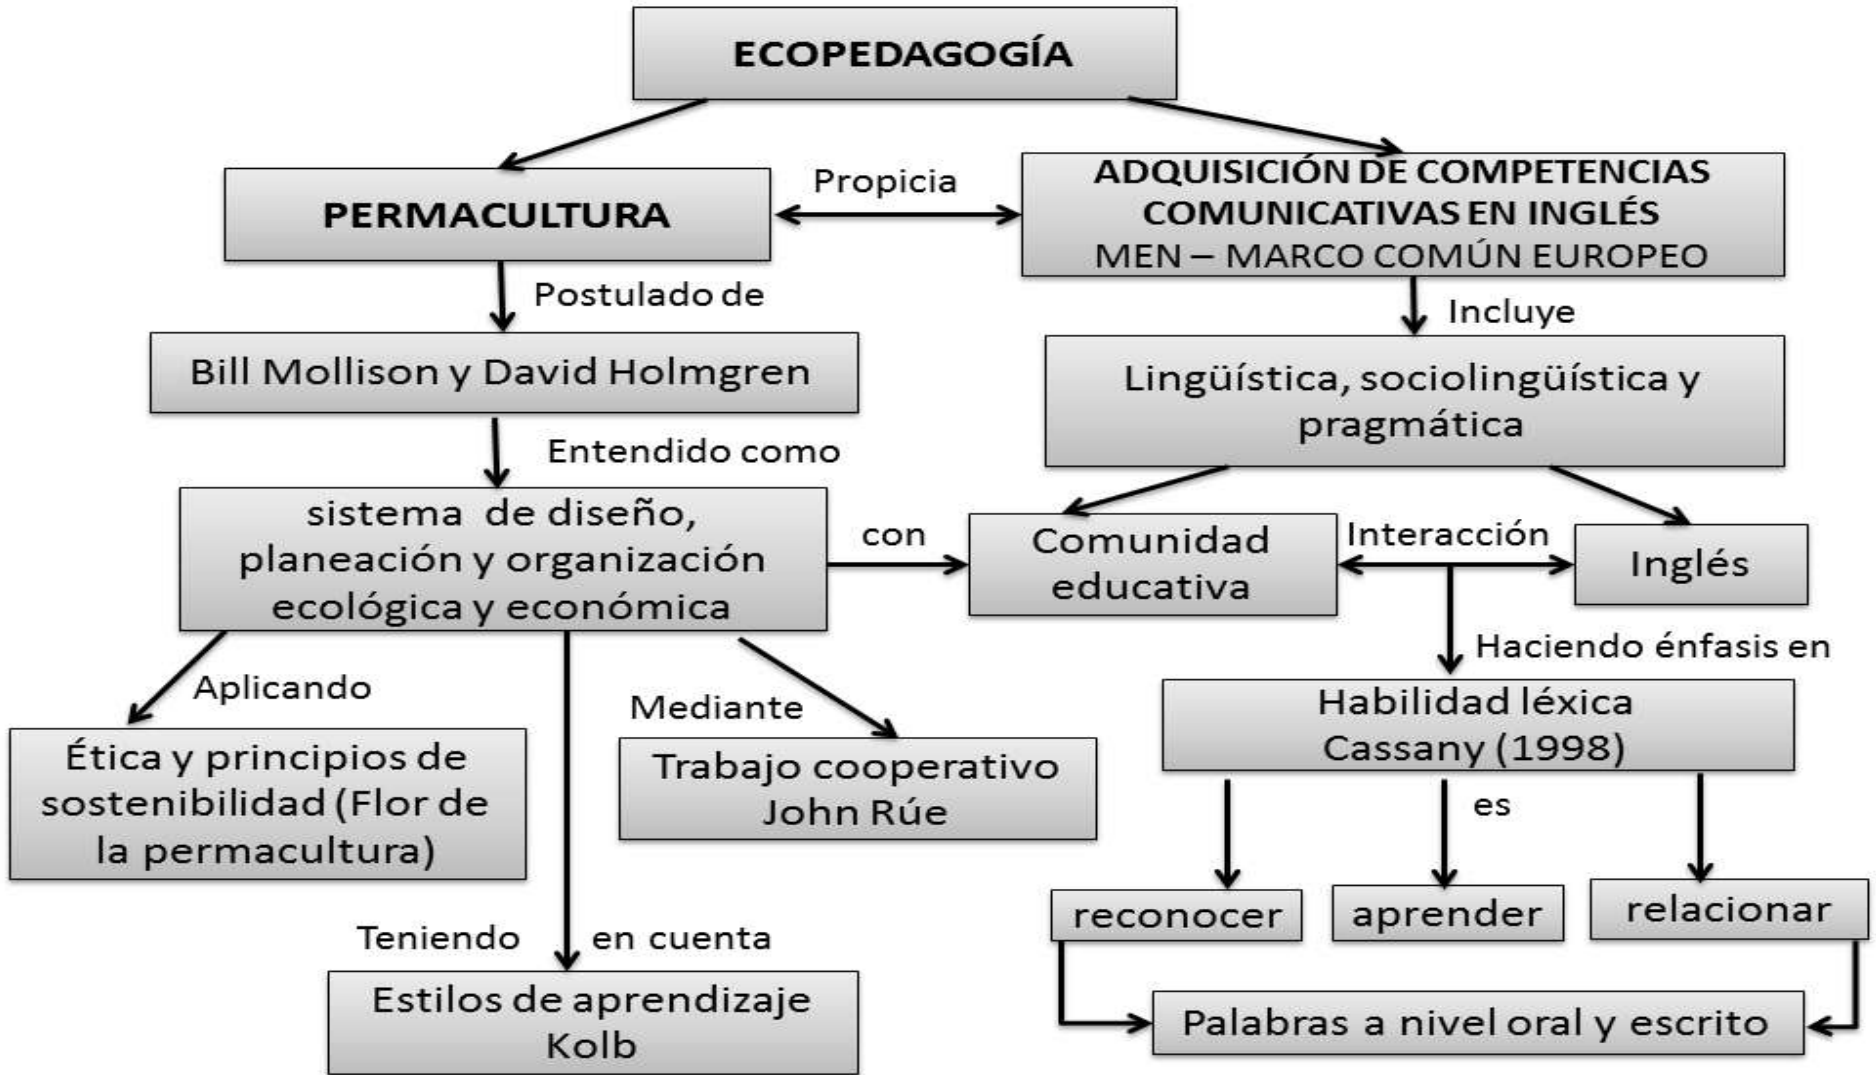 ECOPEDAGOGÍA
PERMACULTURA
Propicia
ADQUISICIÓN DE COMPETENCIAS
COMUNICATIVAS EN INGLÉS
MEN – MARCO COMÚN EUROPEO
Postulado de
Incluye
Bill Mollison y David Holmgren
Lingüística, sociolingüística y
pragmática
Entendido como
sistema de diseño,
planeación y organización
ecológica y económica
con
Comunidad
educativa
Interacción
Inglés
Aplicando
Mediante
Haciendo énfasis en
Ética y principios de
sostenibilidad (Flor de
la permacultura)
Trabajo cooperativo
John Rúe
Habilidad léxica
Cassany (1998)
es
reconocer
aprender
relacionar
Teniendo en cuenta
Estilos de aprendizaje
Kolb
Palabras a nivel oral y escrito